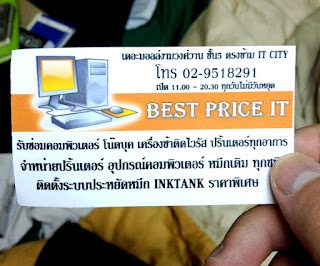 เดอะมอลล์งามวงศ์วาน ชั้น5 ตรงข้าม IT CITY
โทร 02-9518291
เปิด 11.00 - 20.30 ทุกวันไม่มีวันหยุด
BEST PRICE IT
รับซ่อมคอมพิวเตอร์ โน๊ตบุค เครื่องช้าติดไวรัส ปริ้นเตอร์ทุกอาการ
จำหน่ายปริ้นเตอร์ อุปกรณ์คอมพิวเตอร์ หมึกเติม
ติดตั้งระบบประหยัดหมึก INKTANK ราคาพิเศษ